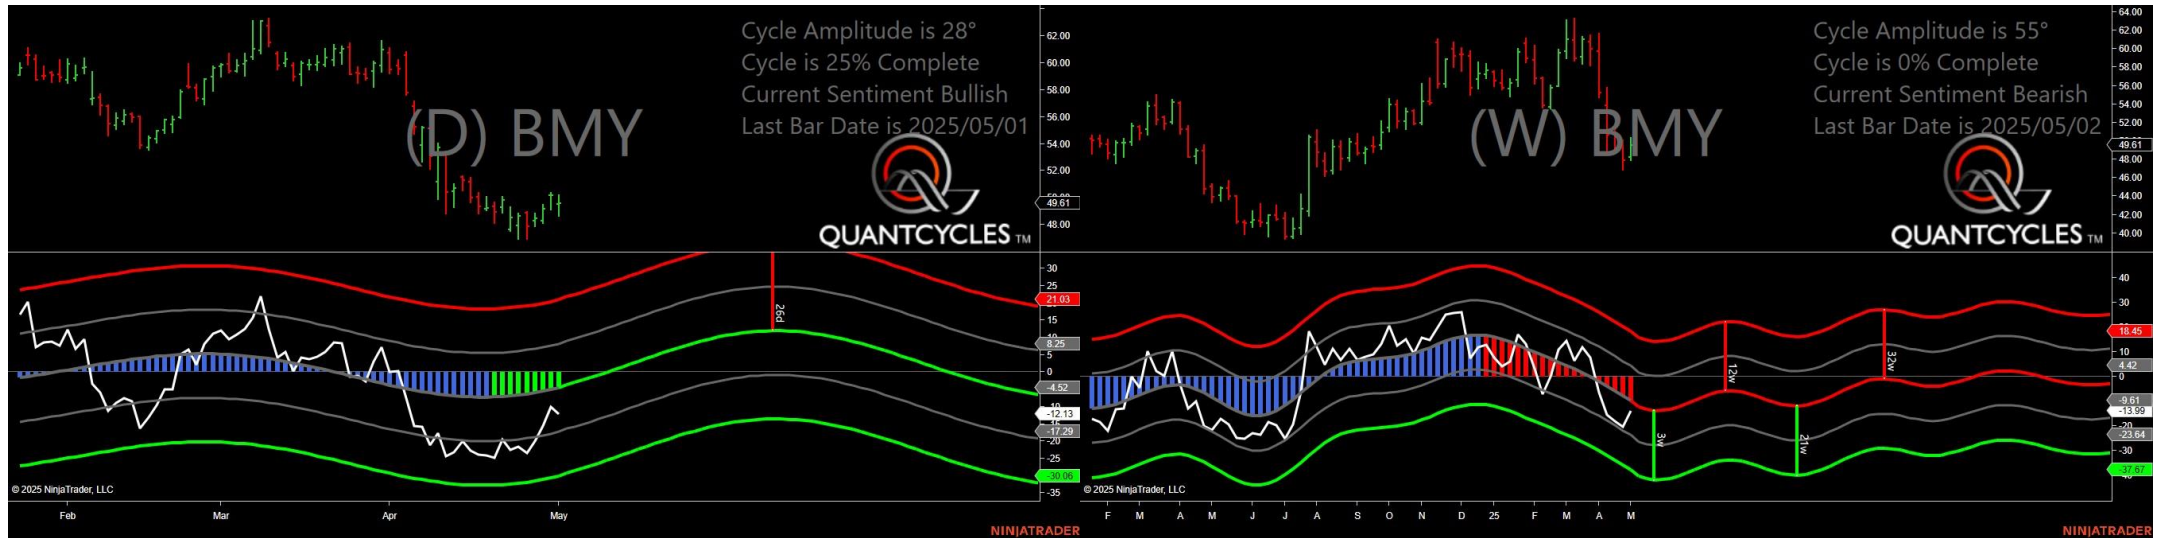 Cycle Amplitude is 28°
Cycle is 25% Complete
Current Sentiment Bullish
Last Bar Date is 2025/05/01
(D) BMY
QUANTCYCLES TM
62.00
60.00
58.00
56.00
54.00
52.00
49.61
48.00
30
25
21.03
15
10
8.25
5
0
-4.52
-12.13
-17.29
-20
-25
-30.06
-35
26d
© 2025 NinjaTrader, LLC
Feb Mar Apr May
NINJATRADER
Cycle Amplitude is 55°
Cycle is 0% Complete
Current Sentiment Bearish
Last Bar Date is 2025/05/02
(W) BMY
QUANTCYCLES TM
64.00
62.00
60.00
58.00
56.00
54.00
52.00
49.61
48.00
46.00
44.00
42.00
40.00
40
30
18.45
10
4.42
0
-9.61
-13.99
-20
-23.64
-30
-37.67
3w
12w
21w
32w
© 2025 NinjaTrader, LLC
F M A M J J A S O N D 25 F M A M
NINJATRADER